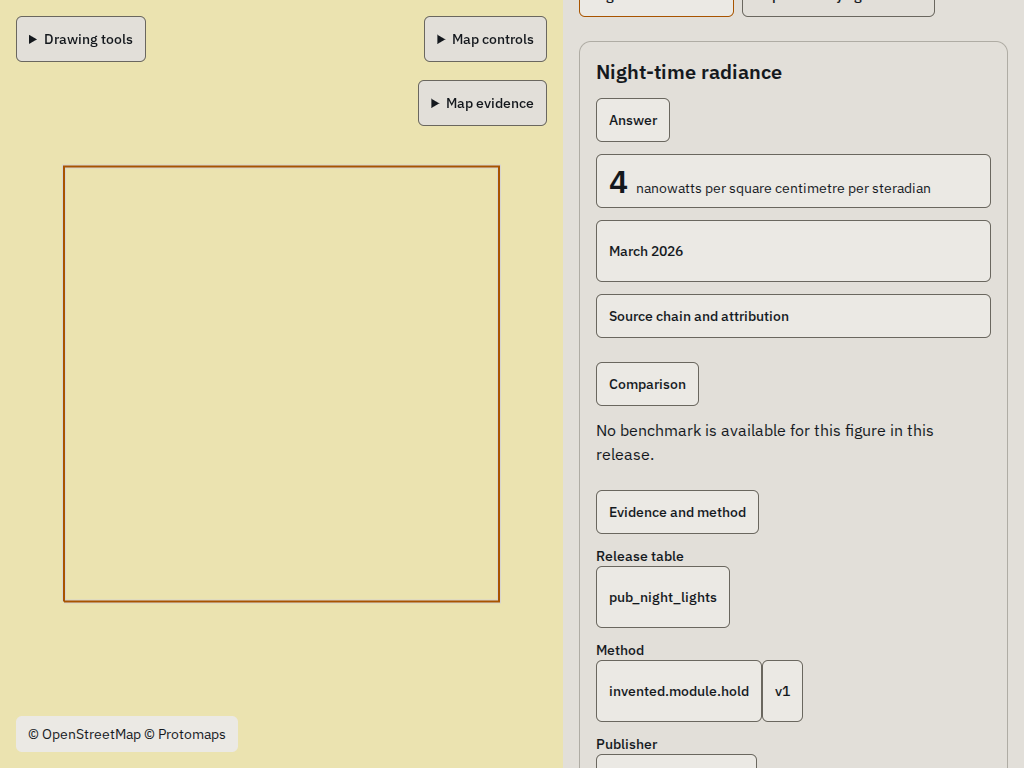 Drawing tools
Map controls
Map evidence
© OpenStreetMap © Protomaps
Night-time radiance
Answer
4 nanowatts per square centimetre per steradian
March 2026
Source chain and attribution
Comparison
No benchmark is available for this figure in this
release.
Evidence and method
Release table
pub_night_lights
Method
invented.module.hold v1
Publisher